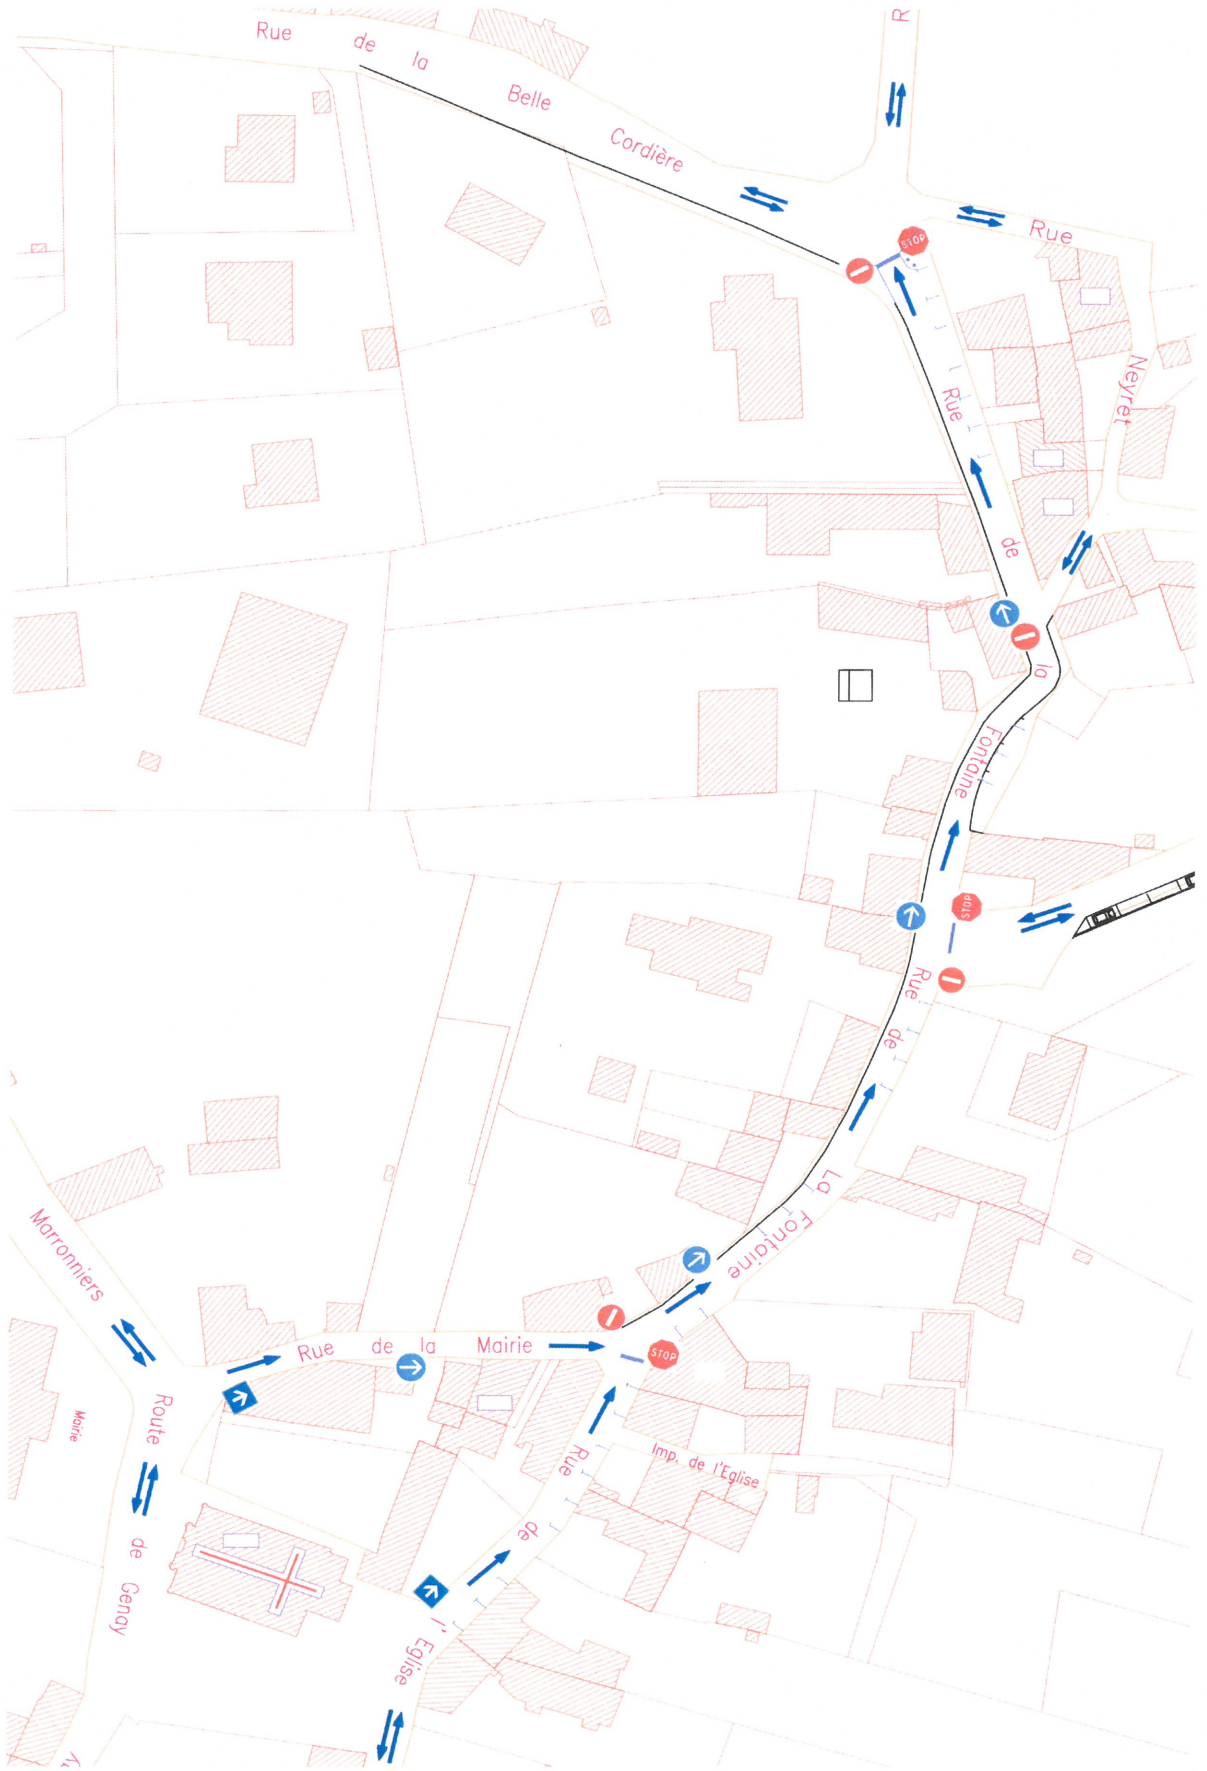 R
Rue de la Belle Cordière
Rue Neyret
STOP
Rue de la Fontaine
STOP
Rue de La Fontaine
Marronniers
Rue de la Mairie
STOP
Mairie
Route de Genay
Imp. de l'Eglise
Rue de l' Eglise